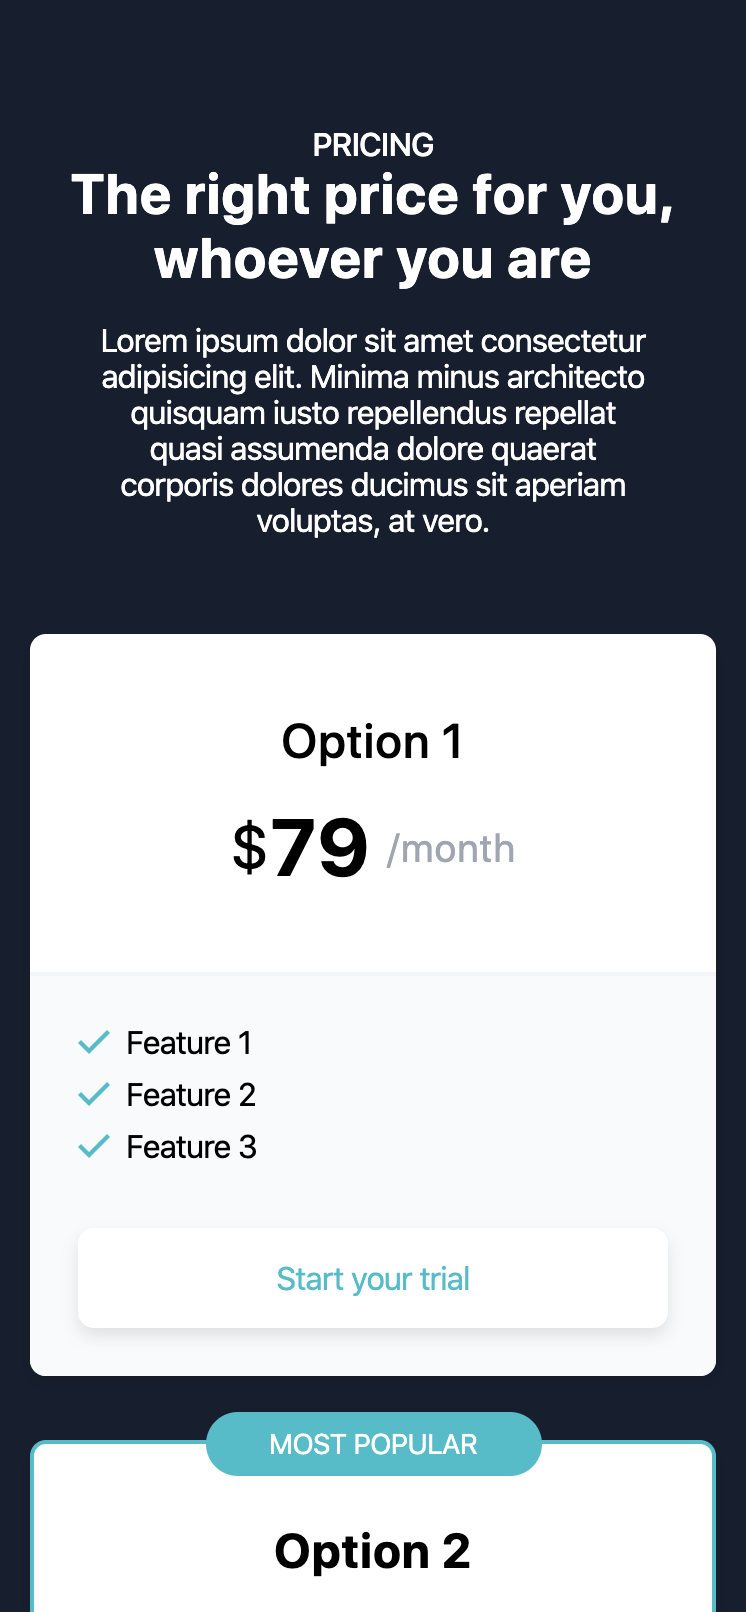 PRICING
The right price for you,
whoever you are
Lorem ipsum dolor sit amet consectetur
adipisicing elit. Minima minus architecto
quisquam iusto repellendus repellat
quasi assumenda dolore quaerat
corporis dolores ducimus sit aperiam
voluptas, at vero.
Option 1
$79 /month
Feature 1
Feature 2
Feature 3
Start your trial
MOST POPULAR
Option 2